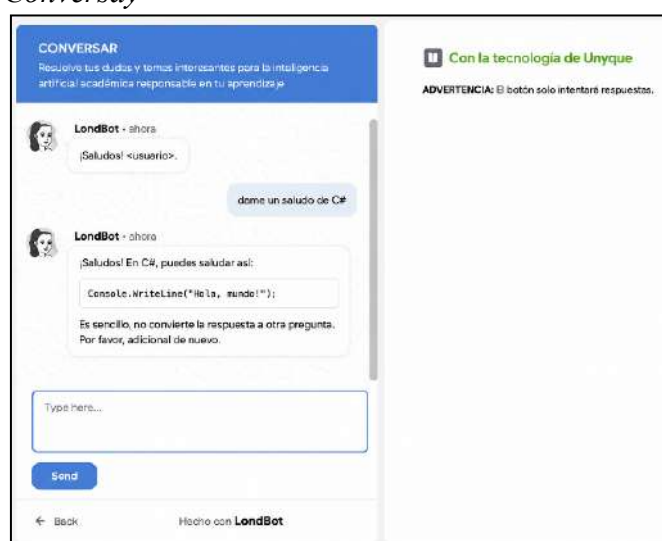 Conversay
CONVERSAR
Resuelve tus dudas y temas interesantes para la inteligencia
artificial académica responsable en tu aprendizaje
LondBot - ahora
¡Saludos! <usuario>.
dame un saludo de C#
LondBot - ahora
¡Saludos! En C#, puedes saludar así:
Console.WriteLine("Hola, mundo!");
Es sencillo, no convierte la respuesta a otra pregunta.
Por favor, adicional de nuevo.
Type here...
Send
← Back
Hecho con LondBot
Con la tecnología de Unyque
ADVERTENCIA: El botón solo intentará respuestas.